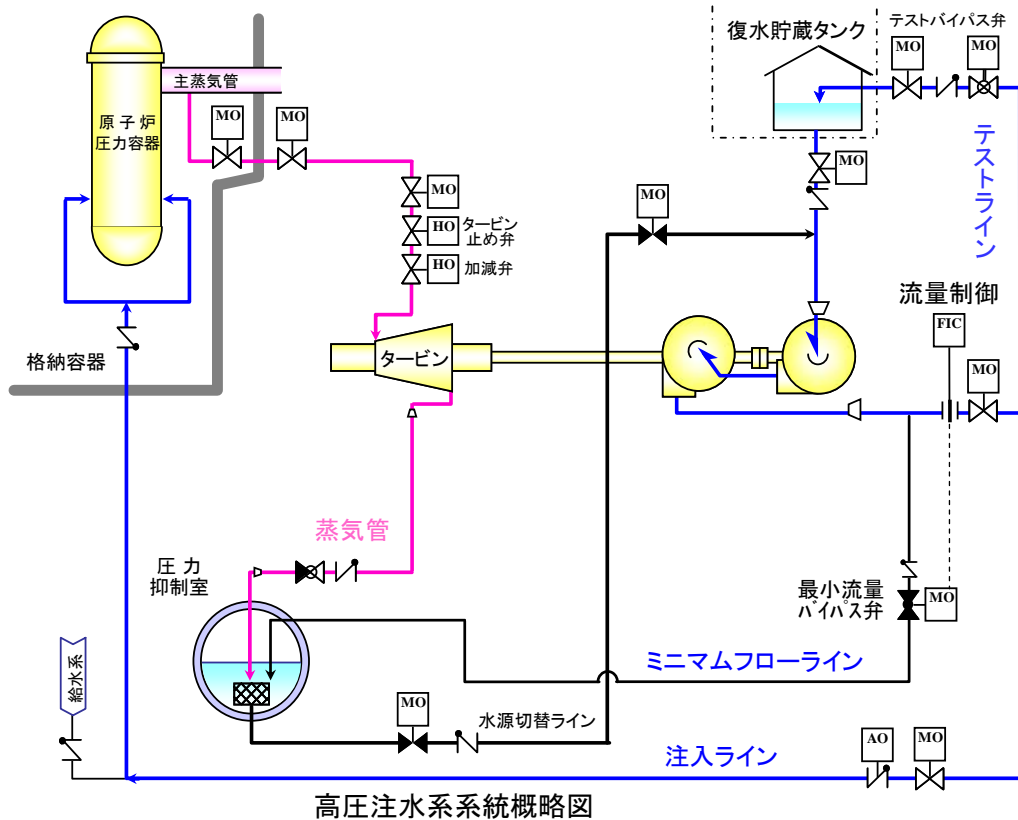 復水貯蔵タンク
テストバイパス弁
MO
MO
主蒸気管
原 子 炉
圧力容器
MO
MO
テストライン
MO
MO
MO
HO
タービン
止め弁
HO
加減弁
流量制御
FIC
格納容器
タービン
MO
蒸気管
圧 力
抑制室
最小流量
バイパス弁
MO
ミニマムフローライン
給水系
MO
水源切替ライン
注入ライン
AO
MO
高圧注水系系統概略図